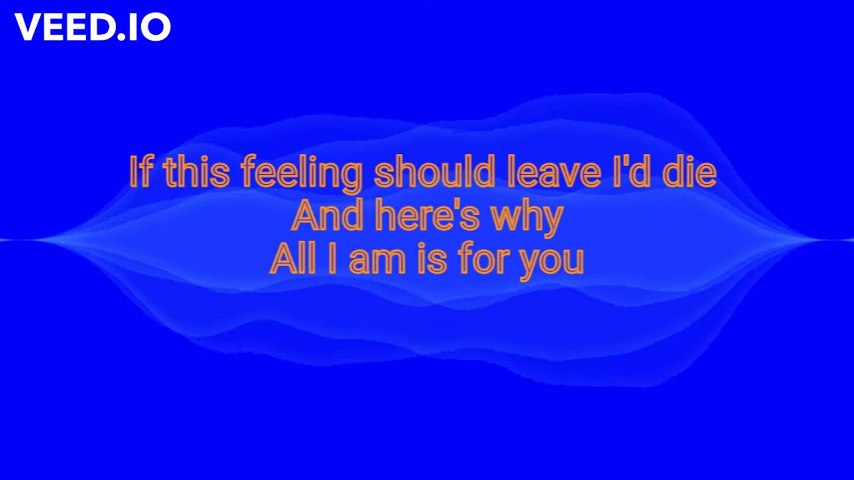 VEED.IO
If this feeling should leave I'd die
And here's why
All I am is for you